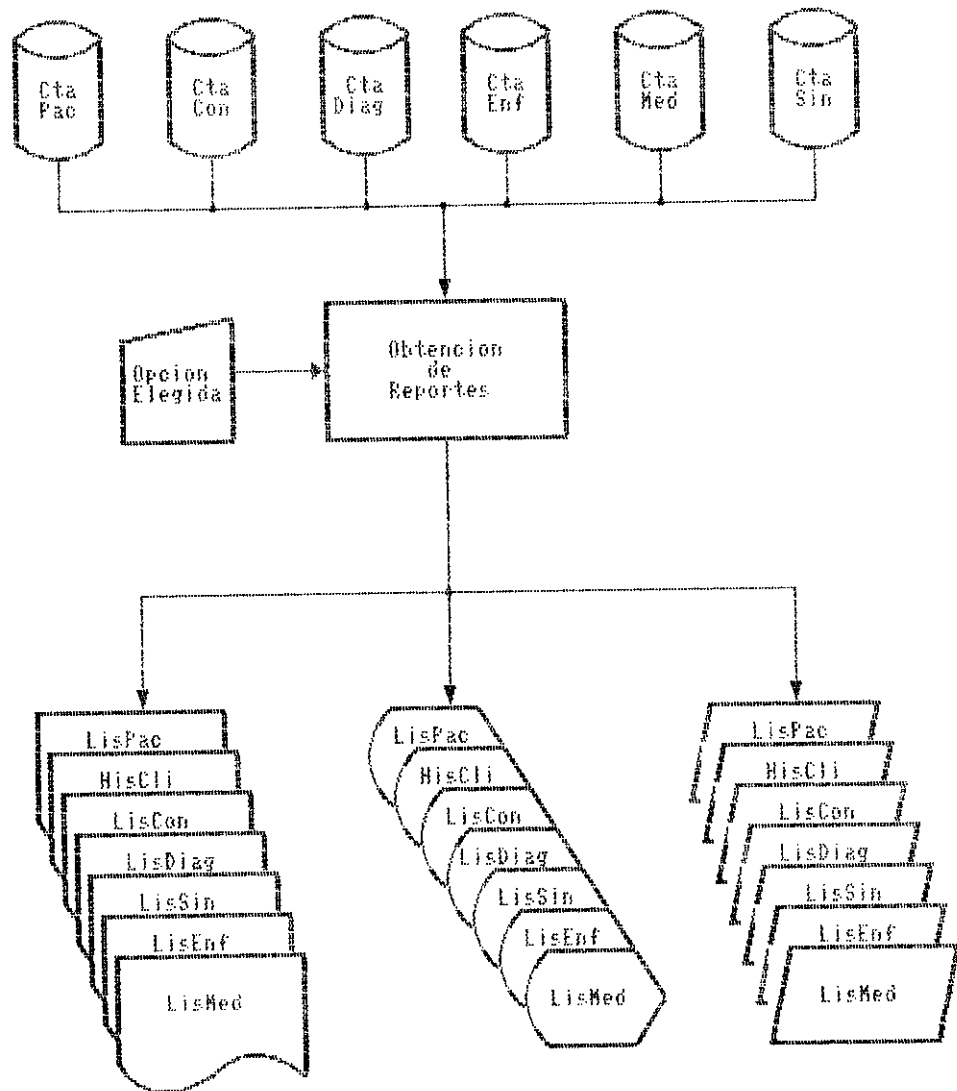 Cta
Pac
Cta
Con
Cta
Diag
Cta
Enf
Cta
Med
Cta
Sin
Opcion
Elegida
Obtencion
de
Reportes
LisPac
HisCli
LisCon
LisDiag
LisSin
LisEnf
LisMed
LisPac
HisCli
LisCon
LisDiag
LisSin
LisEnf
LisMed
LisPac
HisCli
LisCon
LisDiag
LisSin
LisEnf
LisMed